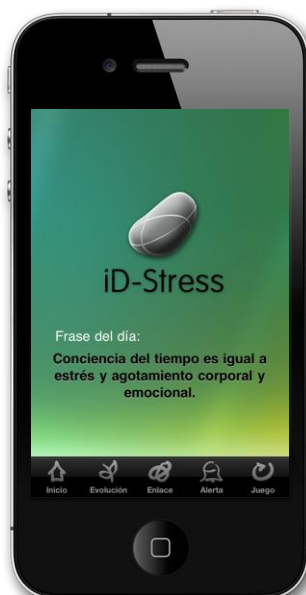 iD-Stress
Frase del día:
Conciencia del tiempo es igual a
estrés y agotamiento corporal y
emocional.
Inicio Evolución Enlace Alerta Juego